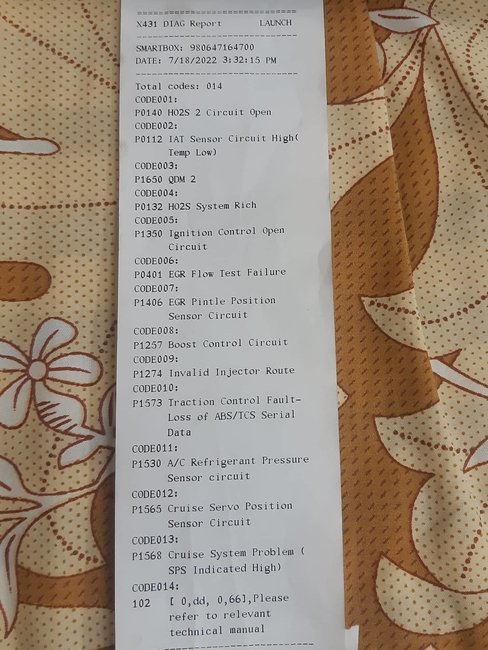 X431 DIAG Report LAUNCH
SMARTBOX: 980647164700
DATE: 7/18/2022 3:32:15 PM
Total codes: 014
CODE001:
P0140 HO2S 2 Circuit Open
CODE002:
P0112 IAT Sensor Circuit High(
Temp Low)
CODE003:
P1650 QDM 2
CODE004:
P0132 HO2S System Rich
CODE005:
P1350 Ignition Control Open
Circuit
CODE006:
P0401 EGR Flow Test Failure
CODE007:
P1406 EGR Pintle Position
Sensor Circuit
CODE008:
P1257 Boost Control Circuit
CODE009:
P1274 Invalid Injector Route
CODE010:
P1573 Traction Control Fault-
Loss of ABS/TCS Serial
Data
CODE011:
P1530 A/C Refrigerant Pressure
Sensor circuit
CODE012:
P1565 Cruise Servo Position
Sensor Circuit
CODE013:
P1568 Cruise System Problem (
SPS Indicated High)
CODE014:
102 [ 0,dd, 0,66],Please
refer to relevant
technical manual